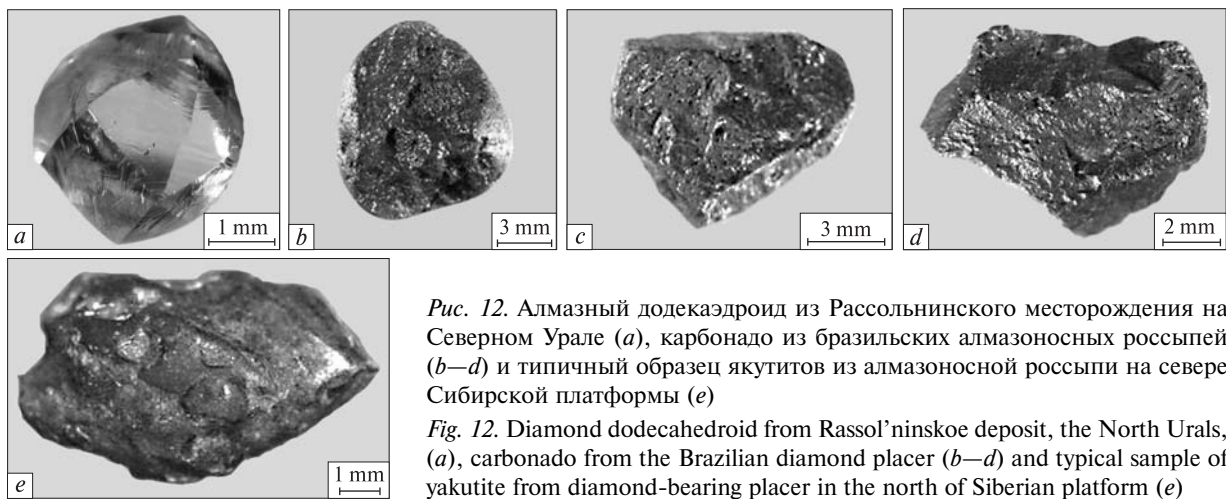 a
1 mm
b
3 mm
c
3 mm
d
2 mm
e
1 mm
Рис. 12. Алмазный додекаэдроид из Рассольнинского месторождения на
Северном Урале (a), карбонадо из бразильских алмазоносных россыпей
(b—d) и типичный образец якутитов из алмазоносной россыпи на севере
Сибирской платформы (e)
Fig. 12. Diamond dodecahedroid from Rassol'ninskoe deposit, the North Urals,
(a), carbonado from the Brazilian diamond placer (b—d) and typical sample of
yakutite from diamond-bearing placer in the north of Siberian platform (e)